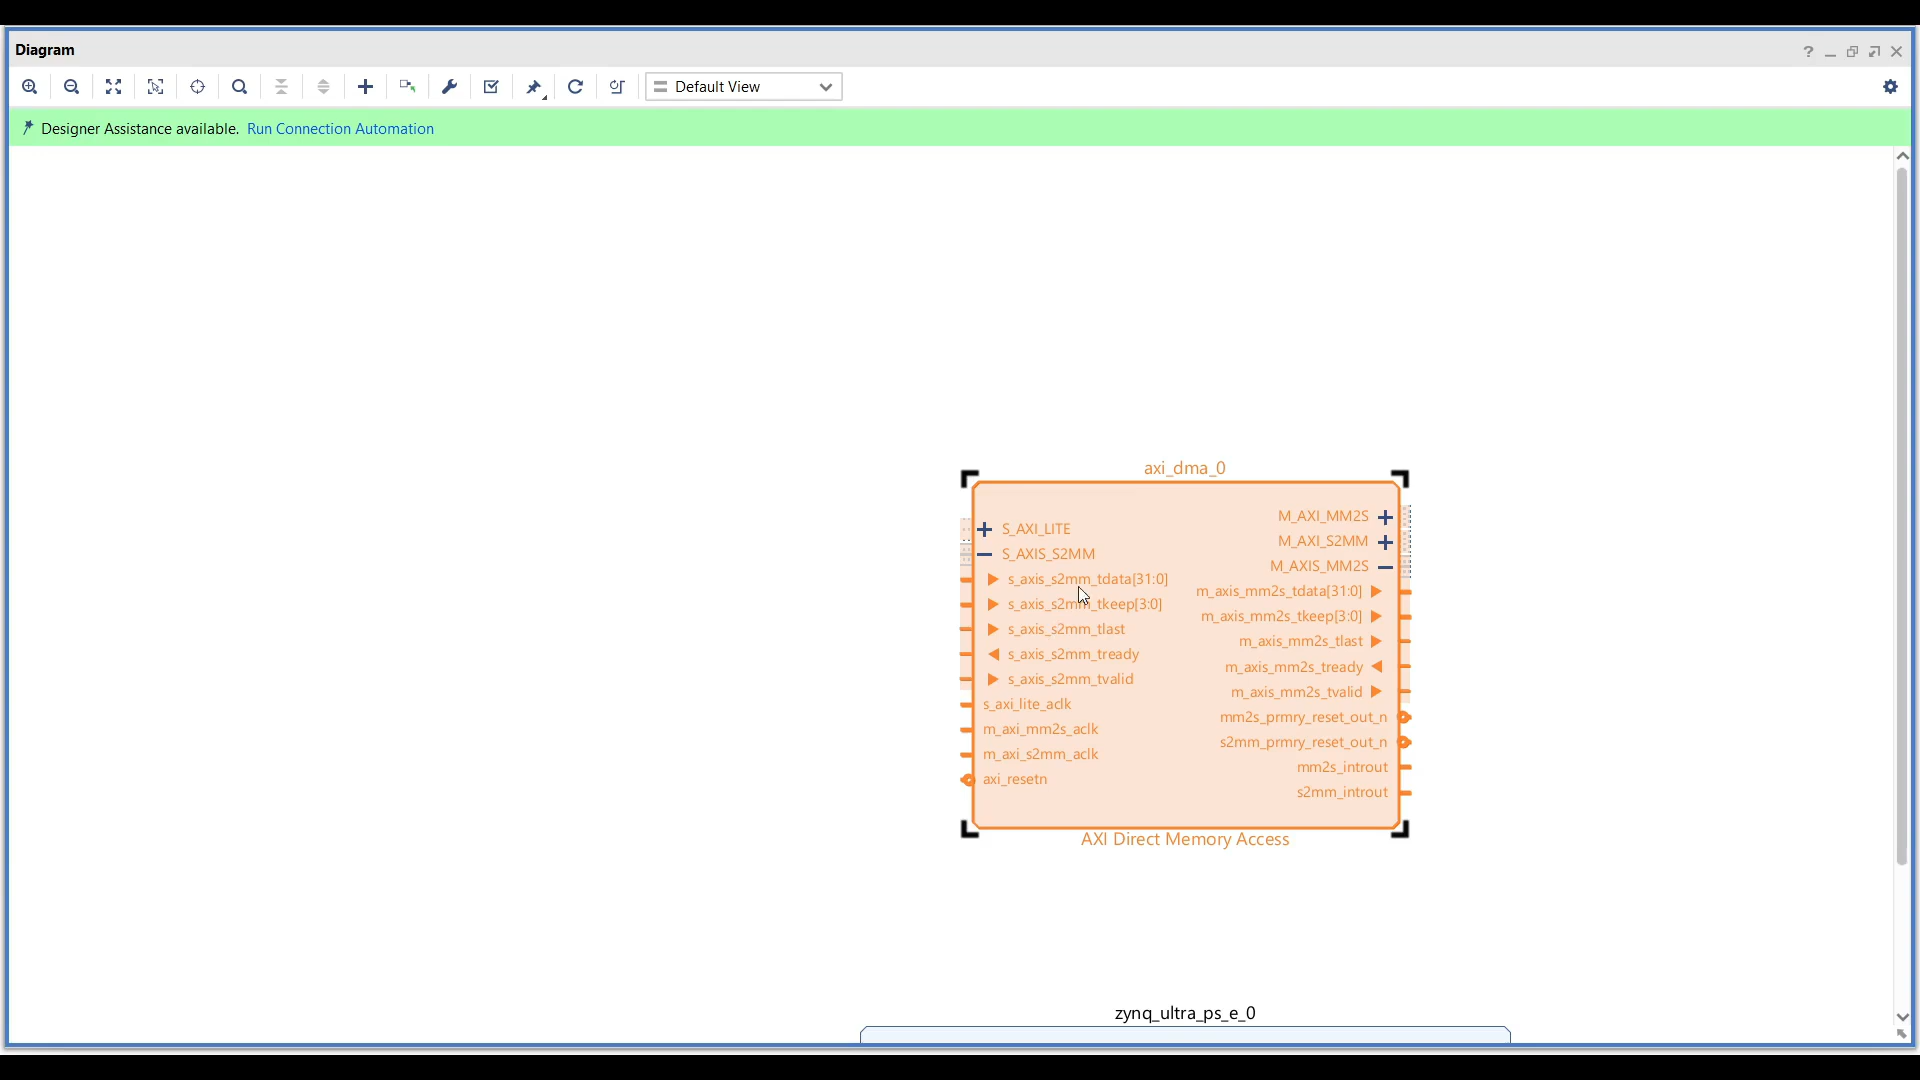 Diagram
Default View
Designer Assistance available. Run Connection Automation
axi_dma_0
S_AXI_LITE
S_AXIS_S2MM
s_axis_s2mm_tdata[31:0]
s_axis_s2mm_tkeep[3:0]
s_axis_s2mm_tlast
s_axis_s2mm_tready
s_axis_s2mm_tvalid
s_axi_lite_aclk
m_axi_mm2s_aclk
m_axi_s2mm_aclk
axi_resetn
M_AXI_MM2S
M_AXI_S2MM
M_AXIS_MM2S
m_axis_mm2s_tdata[31:0]
m_axis_mm2s_tkeep[3:0]
m_axis_mm2s_tlast
m_axis_mm2s_tready
m_axis_mm2s_tvalid
mm2s_prmry_reset_out_n
s2mm_prmry_reset_out_n
mm2s_introut
s2mm_introut
AXI Direct Memory Access
zynq_ultra_ps_e_0